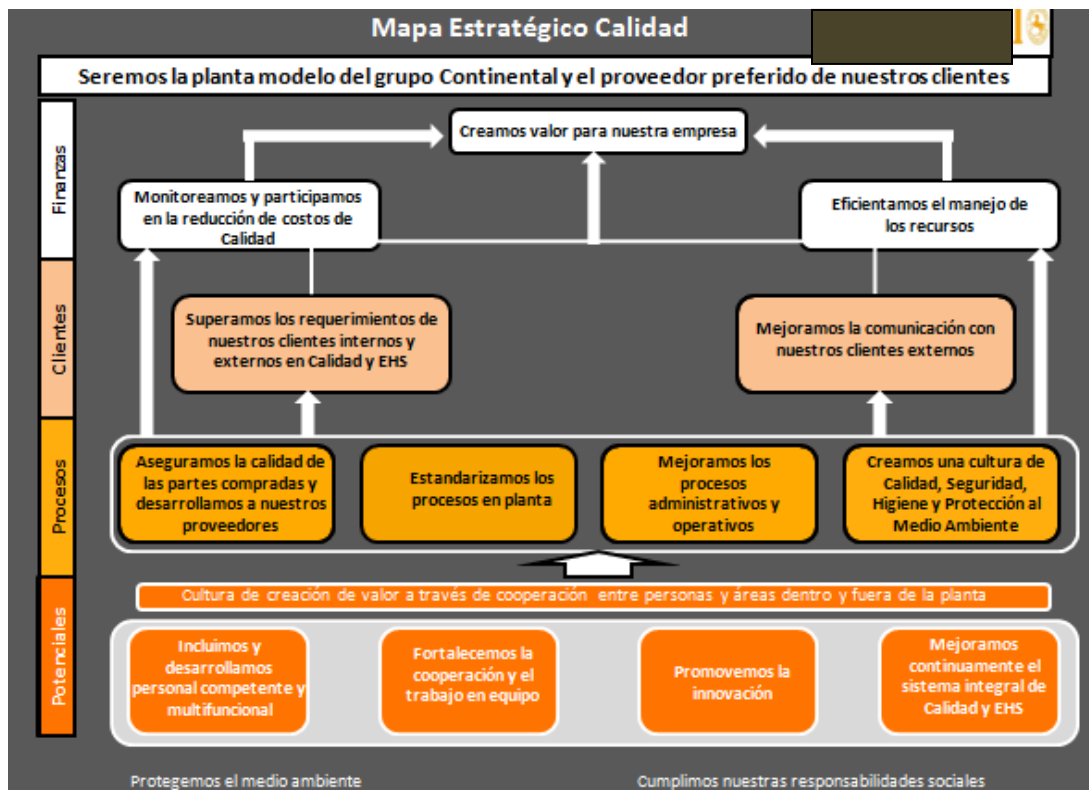 Mapa Estratégico Calidad
Seremos la planta modelo del grupo Continental y el proveedor preferido de nuestros clientes
Finanzas
Creamos valor para nuestra empresa
Monitoreamos y participamos
en la reducción de costos de
Calidad
Eficientamos el manejo de
los recursos
Clientes
Superamos los requerimientos de
nuestros clientes internos y
externos en Calidad y EHS
Mejoramos la comunicación con
nuestros clientes externos
Procesos
Aseguramos la calidad de
las partes compradas y
desarrollamos a nuestros
proveedores
Estandarizamos los
procesos en planta
Mejoramos los
procesos
administrativos y
operativos
Creamos una cultura de
Calidad, Seguridad,
Higiene y Protección al
Medio Ambiente
Potenciales
Cultura de creación de valor a través de cooperación entre personas y áreas dentro y fuera de la planta
Incluimos y
desarrollamos
personal competente y
multifuncional
Fortalecemos la
cooperación y el
trabajo en equipo
Promovemos la
innovación
Mejoramos
continuamente el
sistema integral de
Calidad y EHS
Protegemos el medio ambiente
Cumplimos nuestras responsabilidades sociales